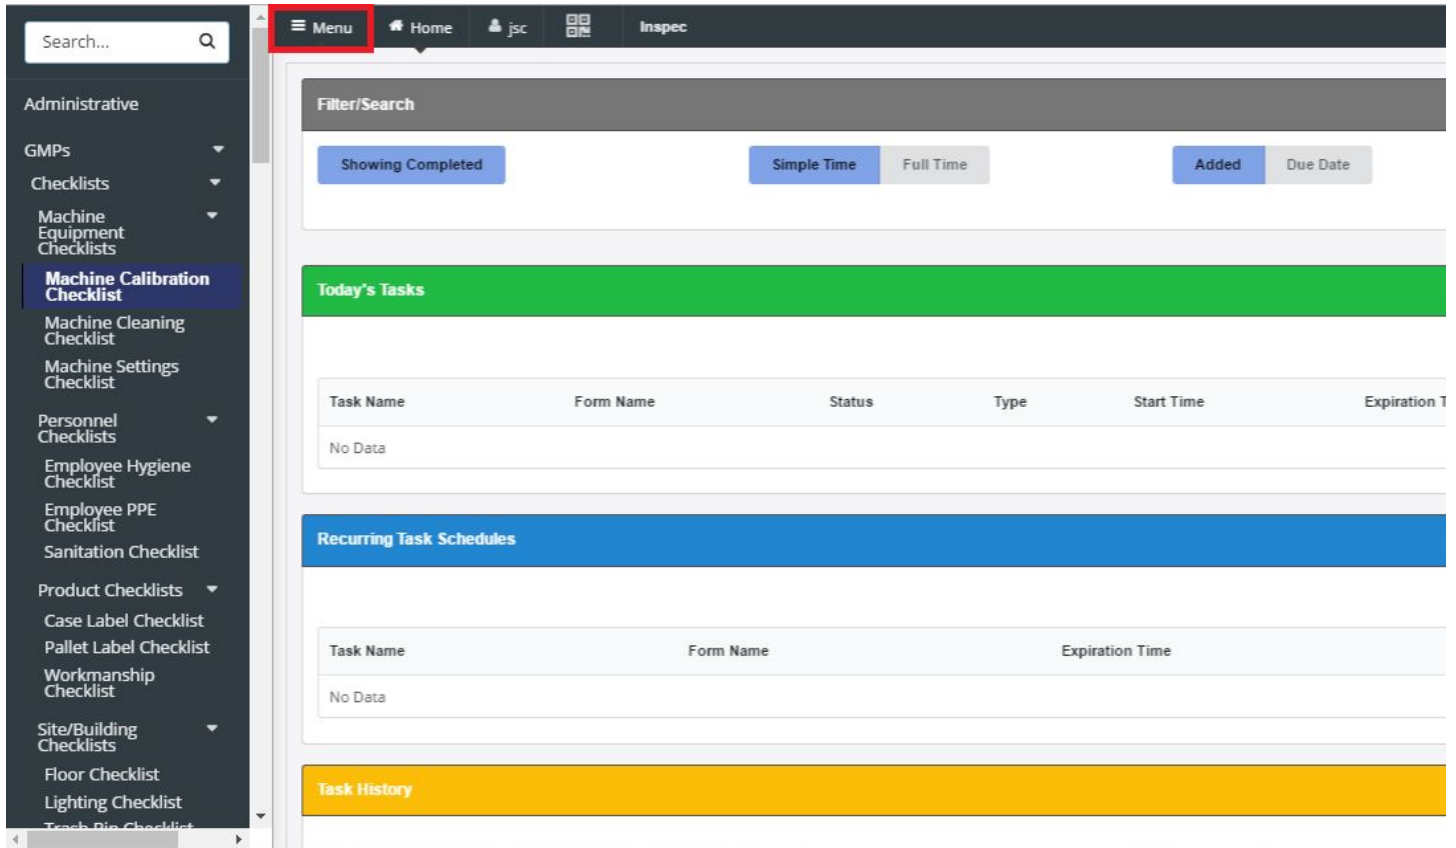 Search...
Menu
Home
jsc
Inspec
Administrative
GMPs
Checklists
Machine
Equipment
Checklists
Machine Calibration
Checklist
Machine Cleaning
Checklist
Machine Settings
Checklist
Personnel
Checklists
Employee Hygiene
Checklist
Employee PPE
Checklist
Sanitation Checklist
Product Checklists
Case Label Checklist
Pallet Label Checklist
Workmanship
Checklist
Site/Building
Checklists
Floor Checklist
Lighting Checklist
Trash Bin Checklist
Filter/Search
Showing Completed
Simple Time
Full Time
Added
Due Date
Today's Tasks
Task Name Form Name Status Type Start Time Expiration T
No Data
Recurring Task Schedules
Task Name Form Name Expiration Time
No Data
Task History